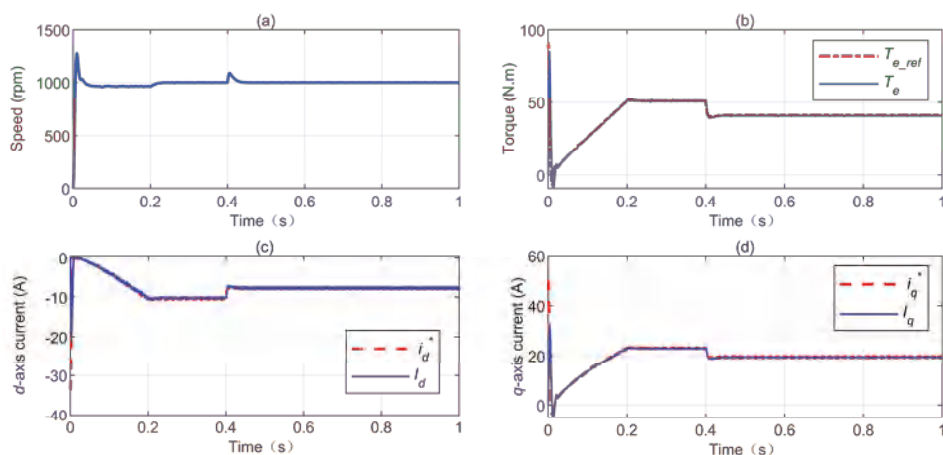 (a)
1500
1000
500
0
Speed (rpm)
0 0.2 0.4 0.6 0.8 1
Time (s)
(b)
100
50
0
Torque (N.m)
T_e_ref
T_e
0 0.2 0.4 0.6 0.8 1
Time (s)
(c)
0
-10
-20
-30
-40
d-axis current (A)
i_d^*
I_d
0 0.2 0.4 0.6 0.8 1
Time (s)
(d)
60
40
20
0
q-axis current (A)
i_q^*
I_q
0 0.2 0.4 0.6 0.8 1
Time (s)